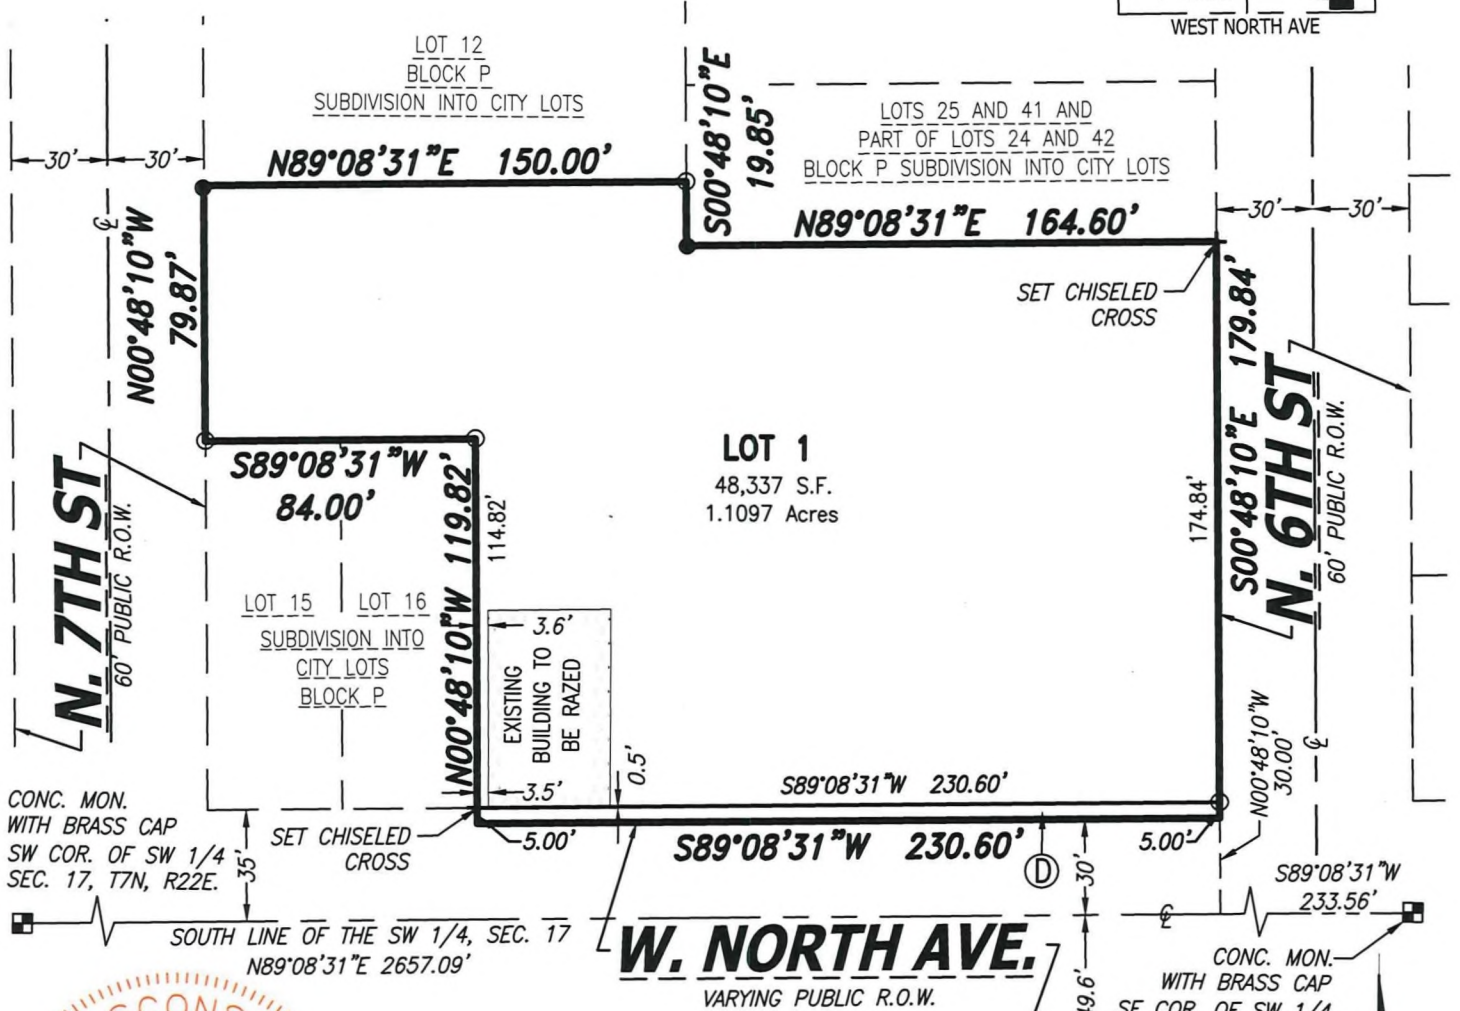 WEST NORTH AVE
LOT 12
BLOCK P
SUBDIVISION INTO CITY LOTS
S00°48'10"E
19.85'
LOTS 25 AND 41 AND
PART OF LOTS 24 AND 42
BLOCK P SUBDIVISION INTO CITY LOTS
30'
30'
N89°08'31"E 150.00'
N89°08'31"E 164.60'
30'
30'
N00°48'10"W
79.87'
SET CHISELED
CROSS
S00°48'10"E 179.84'
174.84'
N. 6TH ST
60' PUBLIC R.O.W.
LOT 1
48,337 S.F.
1.1097 Acres
S89°08'31"W
84.00'
N00°48'10"W 119.82'
114.82'
N. 7TH ST
60' PUBLIC R.O.W.
LOT 15
LOT 16
SUBDIVISION INTO
CITY LOTS
BLOCK P
3.6'
EXISTING
BUILDING TO
BE RAZED
3.5'
0.5'
S89°08'31"W 230.60'
N00°48'10"W
30.00'
CONC. MON.
WITH BRASS CAP
SW COR. OF SW 1/4
SEC. 17, T7N, R22E.
35'
SET CHISELED
CROSS
5.00'
S89°08'31"W 230.60'
D
30'
5.00'
S89°08'31"W
233.56'
SOUTH LINE OF THE SW 1/4, SEC. 17
N89°08'31"E 2657.09'
W. NORTH AVE.
VARYING PUBLIC R.O.W.
49.6'
CONC. MON.
WITH BRASS CAP
SE COR. OF SW 1/4